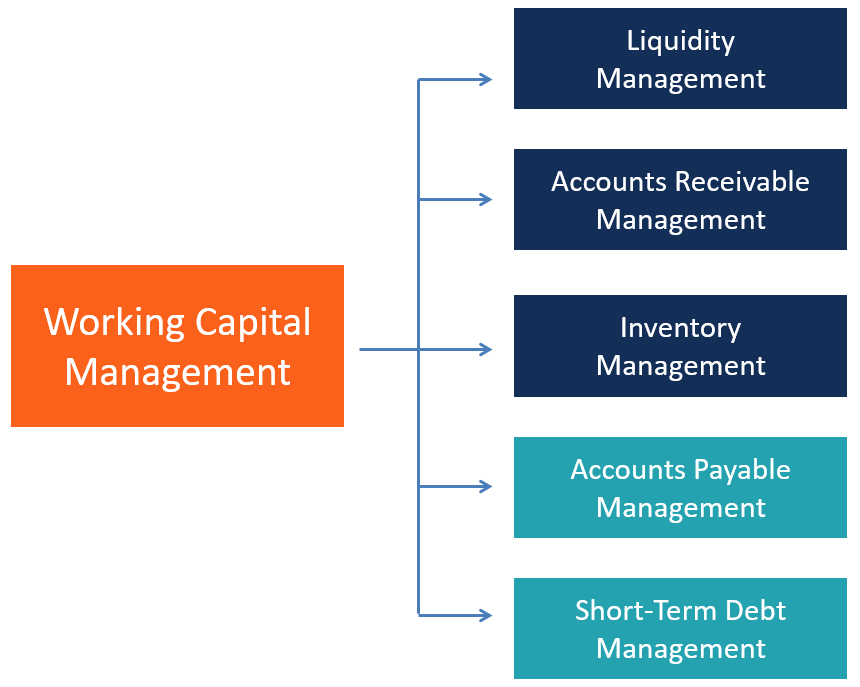 Working Capital
Management
Liquidity
Management
Accounts Receivable
Management
Inventory
Management
Accounts Payable
Management
Short-Term Debt
Management